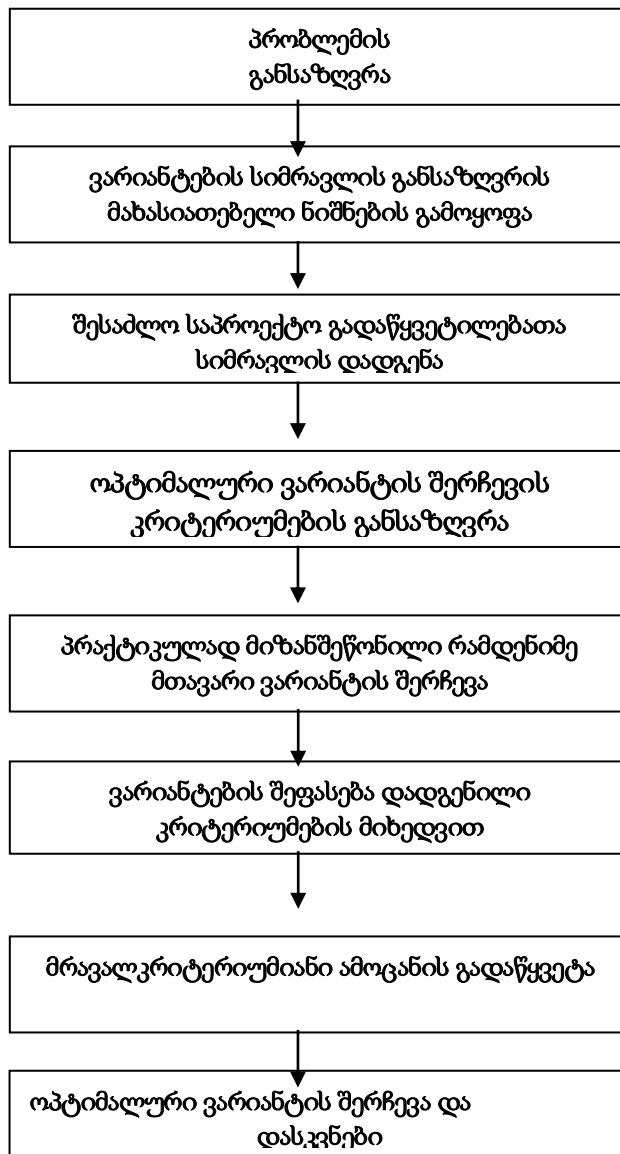 პრობლემის
განსაზღვრა
ვარიანტების სიმრავლის განსაზღვრის
მახასიათებელი ნიშნების გამოყოფა
შესაძლო საპროექტო გადაწყვეტილებათა
სიმრავლის დადგენა
ოპტიმალური ვარიანტის შერჩევის
კრიტერიუმების განსაზღვრა
პრაქტიკულად მიზანშეწონილი რამდენიმე
მთავარი ვარიანტის შერჩევა
ვარიანტების შეფასება დადგენილი
კრიტერიუმების მიხედვით
მრავალკრიტერიუმიანი ამოცანის გადაწყვეტა
ოპტიმალური ვარიანტის შერჩევა და
დასკვნები